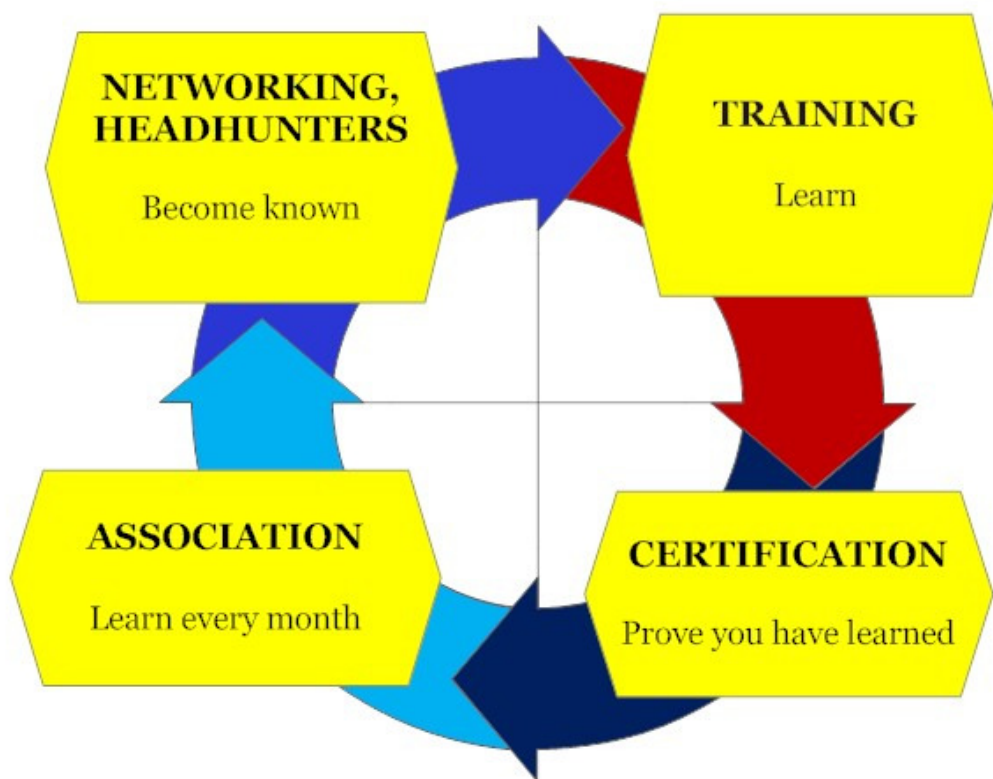 NETWORKING,
HEADHUNTERS
Become known
TRAINING
Learn
ASSOCIATION
Learn every month
CERTIFICATION
Prove you have learned